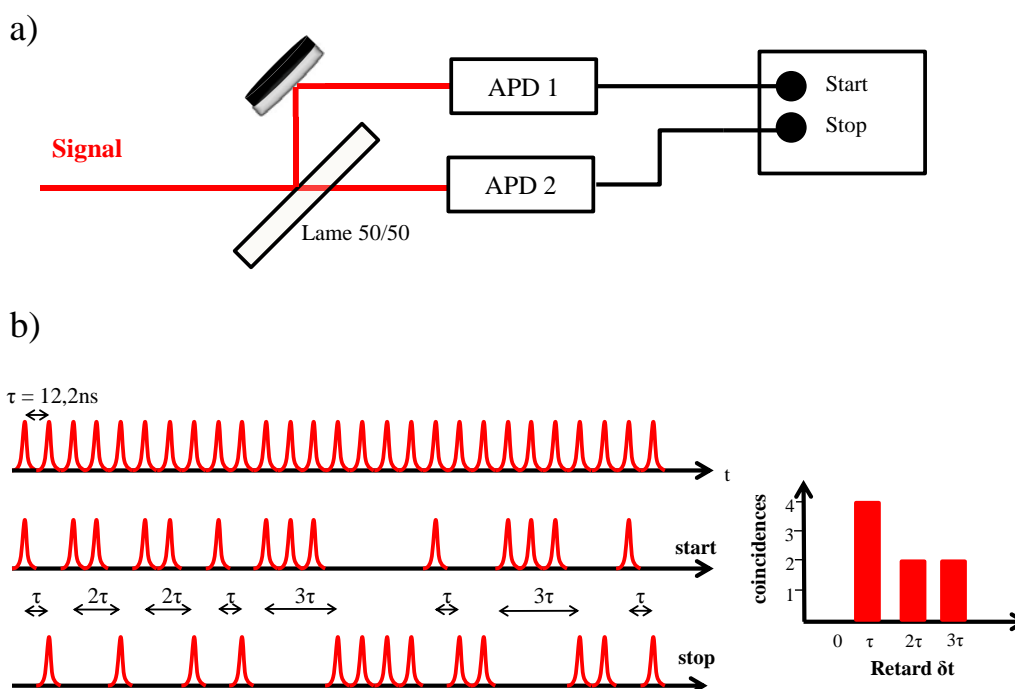 a)
APD 1
Start
Stop
Signal
APD 2
Lame 50/50
b)
τ = 12,2ns
t
start
τ 2τ 2τ τ 3τ τ 3τ τ
stop
coincidences
4
3
2
1
0 τ 2τ 3τ
Retard δt